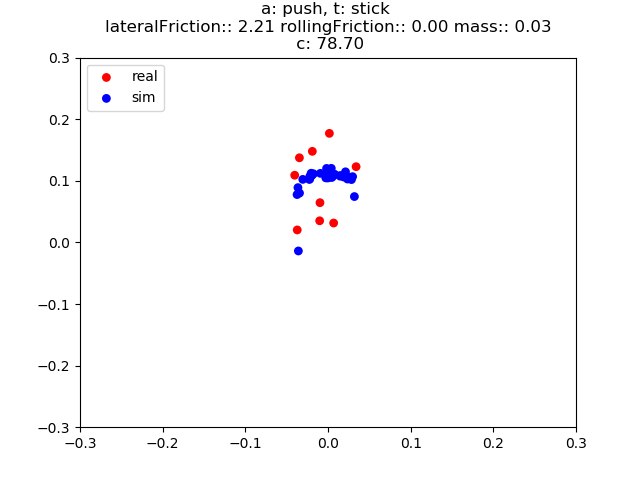 a: push, t: stick
lateralFriction:: 2.21 rollingFriction:: 0.00 mass:: 0.03
c: 78.70
real
sim
0.3
0.2
0.1
0.0
−0.1
−0.2
−0.3
−0.3
−0.2
−0.1
0.0
0.1
0.2
0.3